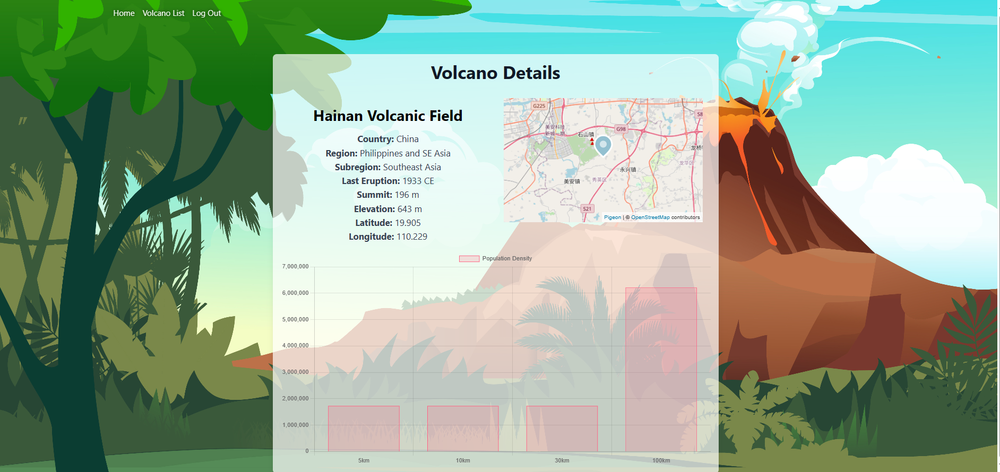 Home Volcano List Log Out
Volcano Details
Hainan Volcanic Field
Country: China
Region: Philippines and SE Asia
Subregion: Southeast Asia
Last Eruption: 1933 CE
Summit: 196 m
Elevation: 643 m
Latitude: 19.905
Longitude: 110.229
G225
S8
美安科技
新城一期
石山镇
G98
龙桥
龙华区
永兴镇
秀英区
美安镇
S21
Pigeon | © OpenStreetMap contributors
Population Density
7,000,000
6,000,000
5,000,000
4,000,000
3,000,000
2,000,000
1,000,000
0
5km 10km 30km 100km